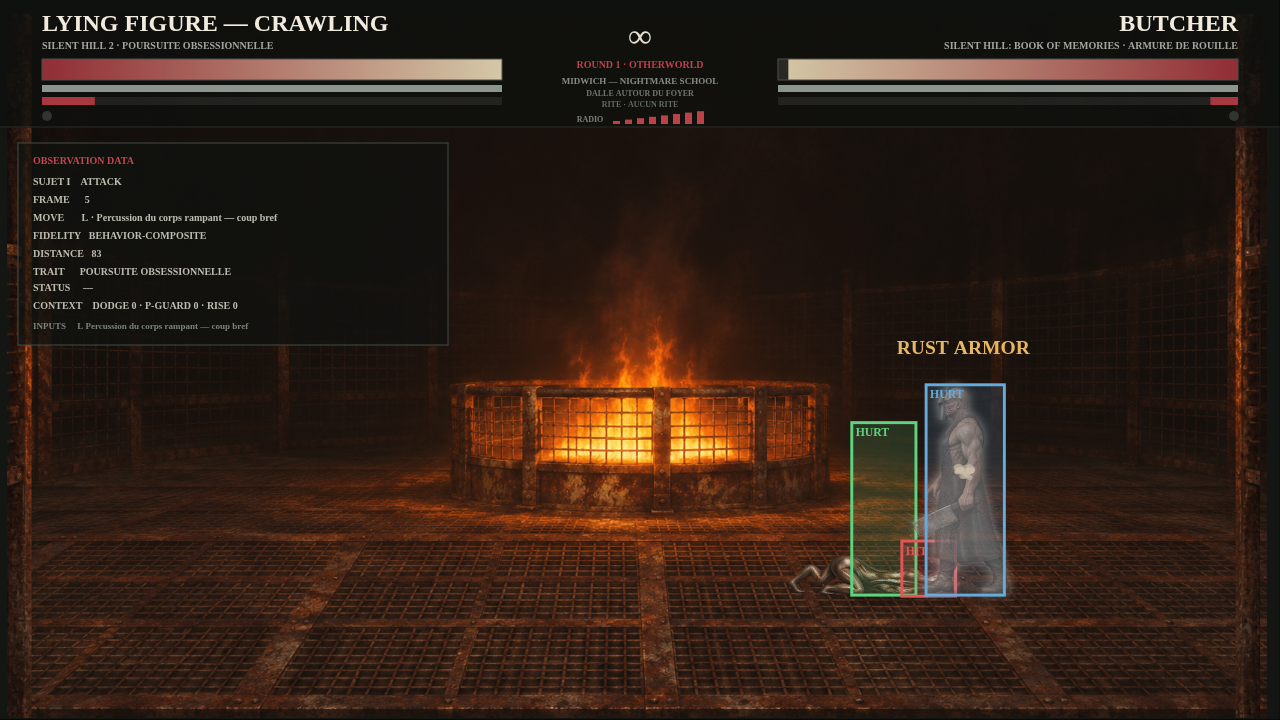 LYING FIGURE — CRAWLING
SILENT HILL 2 · POURSUITE OBSESSIONNELLE
∞
ROUND 1 · OTHERWORLD
MIDWICH — NIGHTMARE SCHOOL
DALLE AUTOUR DU FOYER
RITE · AUCUN RITE
RADIO
BUTCHER
SILENT HILL: BOOK OF MEMORIES · ARMURE DE ROUILLE
OBSERVATION DATA
SUJET I ATTACK
FRAME 5
MOVE L · Percussion du corps rampant — coup bref
FIDELITY BEHAVIOR-COMPOSITE
DISTANCE 83
TRAIT POURSUITE OBSESSIONNELLE
STATUS —
CONTEXT DODGE 0 · P-GUARD 0 · RISE 0
INPUTS L Percussion du corps rampant — coup bref
RUST ARMOR
HURT
HURT
HIT